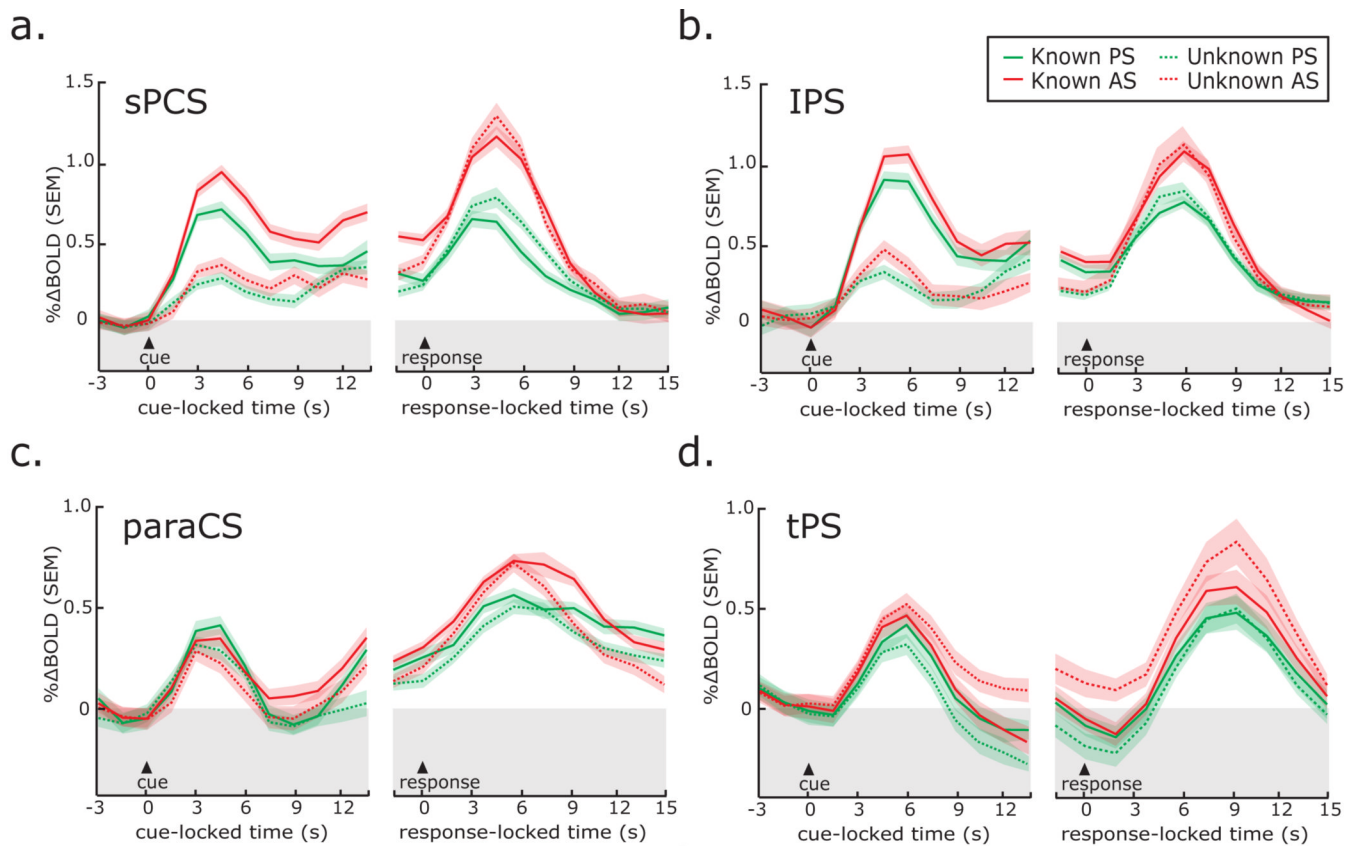 a.
sPCS
%ΔBOLD (SEM)
1.5
1.0
0.5
0
cue
response
-3 0 3 6 9 12
0 3 6 9 12 15
cue-locked time (s)
response-locked time (s)
b.
IPS
Known PS
Unknown PS
Known AS
Unknown AS
%ΔBOLD (SEM)
1.5
1.0
0.5
0
cue
response
-3 0 3 6 9 12
0 3 6 9 12 15
cue-locked time (s)
response-locked time (s)
c.
paraCS
%ΔBOLD (SEM)
1.0
0.5
0
cue
response
-3 0 3 6 9 12
0 3 6 9 12 15
cue-locked time (s)
response-locked time (s)
d.
tPS
%ΔBOLD (SEM)
1.0
0.5
0
cue
response
-3 0 3 6 9 12
0 3 6 9 12 15
cue-locked time (s)
response-locked time (s)